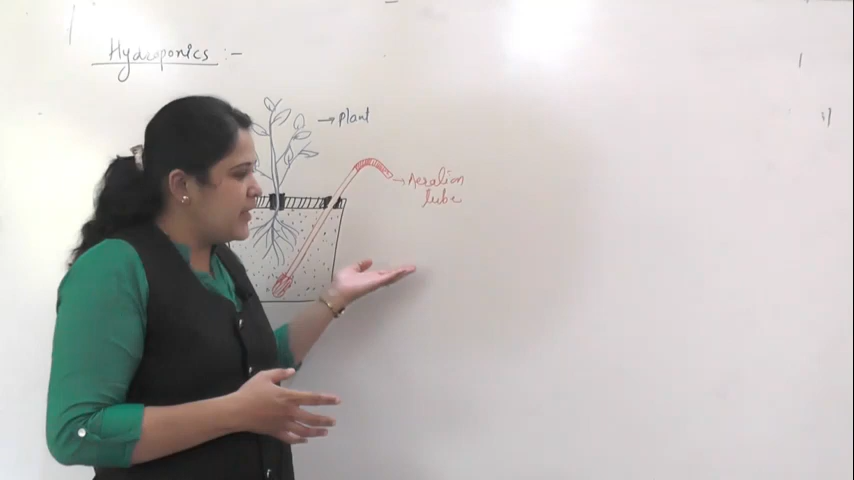 Hydroponics :-
→ plant
→ Aeration
tube